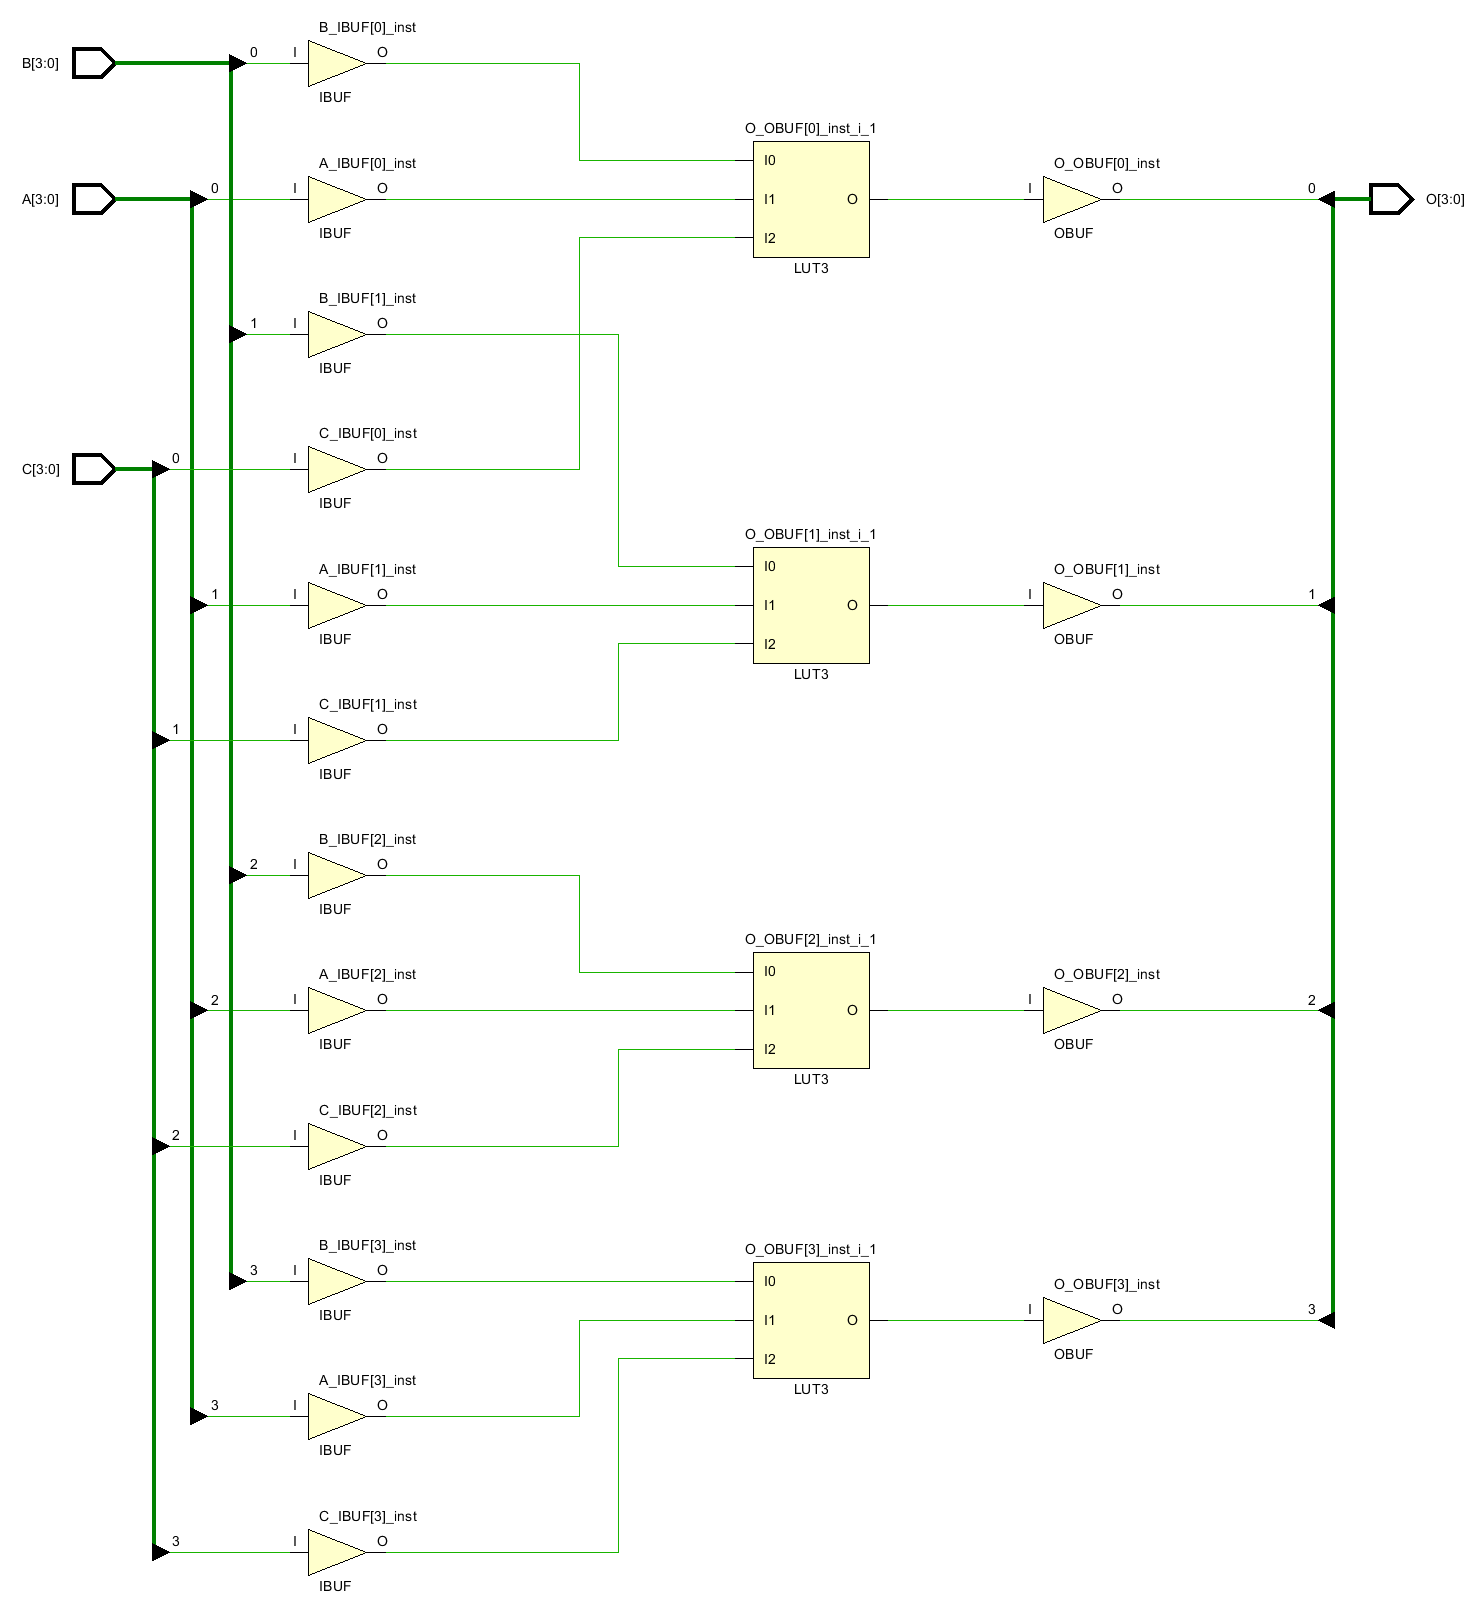 B_IBUF[0]_inst
B[3:0] 0 I O
IBUF
O_OBUF[0]_inst_i_1
I0
A_IBUF[0]_inst O_OBUF[0]_inst
A[3:0] 0 I O I1 O I O 0 O[3:0]
IBUF OBUF
I2
LUT3
B_IBUF[1]_inst
1 I O
IBUF
C_IBUF[0]_inst
C[3:0] 0 I O
IBUF
O_OBUF[1]_inst_i_1
I0
A_IBUF[1]_inst O_OBUF[1]_inst
1 I O I1 O I O 1
IBUF OBUF
I2
LUT3
C_IBUF[1]_inst
1 I O
IBUF
B_IBUF[2]_inst
2 I O
IBUF
O_OBUF[2]_inst_i_1
I0
A_IBUF[2]_inst O_OBUF[2]_inst
2 I O I1 O I O 2
IBUF OBUF
I2
LUT3
C_IBUF[2]_inst
2 I O
IBUF
B_IBUF[3]_inst O_OBUF[3]_inst_i_1
3 I O I0
O_OBUF[3]_inst
IBUF I1 O I O 3
OBUF
I2
A_IBUF[3]_inst LUT3
3 I O
IBUF
C_IBUF[3]_inst
3 I O
IBUF